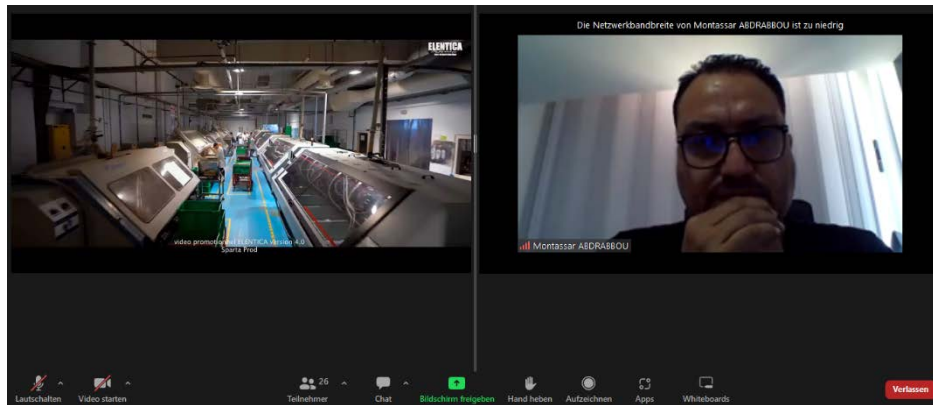 Die Netzwerkbandbreite von Montassar ABDRABBOU ist zu niedrig
ELENTICA
video promotionnel ELENTICA version 4.0
Sparta Prod
Montassar ABDRABBOU
Lautschalten
Video starten
26
Teilnehmer
Chat
Bildschirm freigeben
Hand heben
Aufzeichnen
Apps
Whiteboards
Verlassen